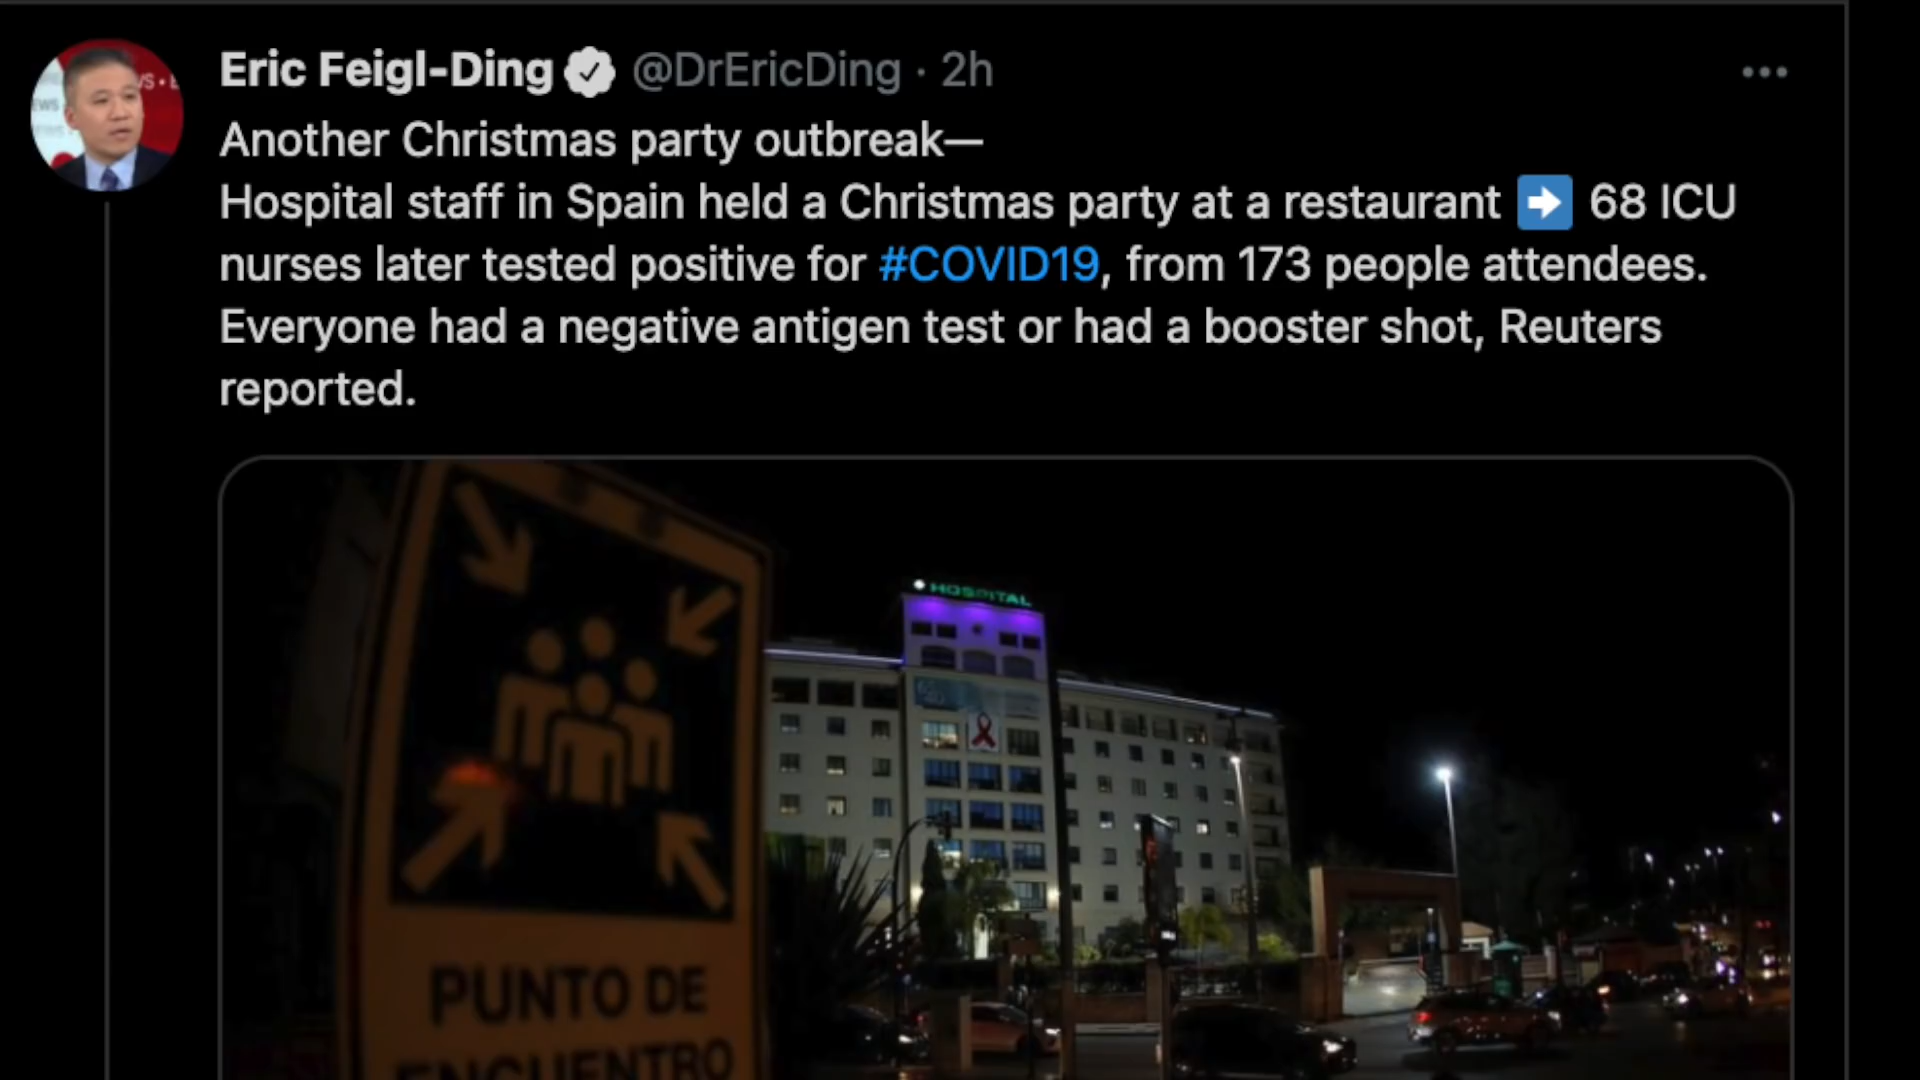 Eric Feigl-Ding @DrEricDing · 2h
Another Christmas party outbreak—
Hospital staff in Spain held a Christmas party at a restaurant ➡️ 68 ICU
nurses later tested positive for #COVID19, from 173 people attendees.
Everyone had a negative antigen test or had a booster shot, Reuters
reported.
HOSPITAL
PUNTO DE
ENCUENTRO